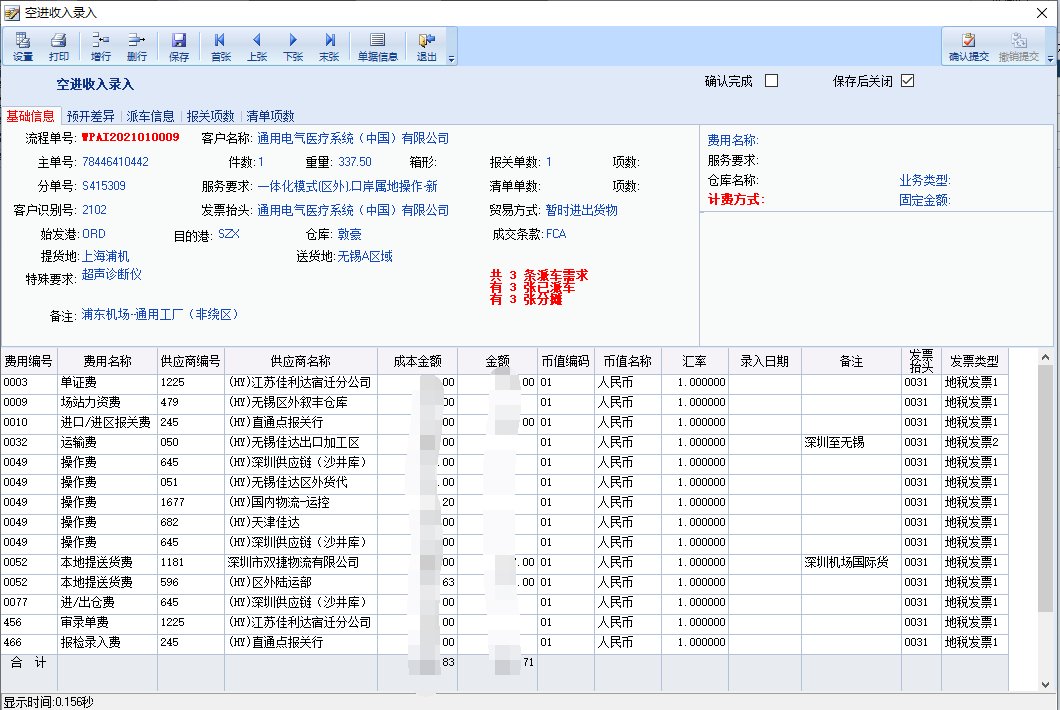 空进收入录入
设置 打印 增行 删行 保存 首张 上张 下张 末张 单据信息 退出 确认提交 撤销提交
空进收入录入 确认完成 保存后关闭
基础信息 预开差异 派车信息 报关项数 清单项数
流程单号: WPAI2021010009 客户名称: 通用电气医疗系统（中国）有限公司
主单号: 78446410442 件数: 1 重量: 337.50 箱形: 报关单数: 1 项数:
分单号: S415309 服务要求: 一体化模式(区外),口岸属地操作-新 清单单数: 项数:
客户识别号: 2102 发票抬头: 通用电气医疗系统（中国）有限公司 贸易方式: 暂时进出货物
始发港: ORD 目的港: SZX 仓库: 敦豪 成交条款: FCA
提货地: 上海浦机 送货地: 无锡A区域
特殊要求: 超声诊断仪
共 3 条派车需求
有 3 张已派车
有 3 张分摊
备注: 浦东机场-通用工厂（非绕区）
费用名称:
服务要求:
仓库名称: 业务类型:
计费方式: 固定金额:
费用编号 费用名称 供应商编号 供应商名称 成本金额 金额 币值编码 币值名称 汇率 录入日期 备注 发票抬头 发票类型
0003 单证费 1225 (HY)江苏佳利达宿迁分公司 00 00 01 人民币 1.000000 0031 地税发票1
0009 场站力资费 479 (HY)无锡区外叙丰仓库 00 01 人民币 1.000000 0031 地税发票1
0010 进口/进区报关费 245 (HY)直通点报关行 00 00 01 人民币 1.000000 0031 地税发票1
0032 运输费 050 (HY)无锡佳达出口加工区 00 01 人民币 1.000000 深圳至无锡 0031 地税发票2
0049 操作费 645 (HY)深圳供应链（沙井库） .00 01 人民币 1.000000 0031 地税发票1
0049 操作费 051 (HY)无锡佳达区外货代 .00 01 人民币 1.000000 0031 地税发票1
0049 操作费 1677 (HY)国内物流-运控 20 01 人民币 1.000000 0031 地税发票1
0049 操作费 682 (HY)天津佳达 00 01 人民币 1.000000 0031 地税发票1
0049 操作费 645 (HY)深圳供应链（沙井库） 00 01 人民币 1.000000 0031 地税发票1
0052 本地提送货费 1181 深圳市双捷物流有限公司 00 .00 01 人民币 1.000000 深圳机场国际货 0031 地税发票1
0052 本地提送货费 596 (HY)区外陆运部 63 .00 01 人民币 1.000000 0031 地税发票1
0077 进/出仓费 645 (HY)深圳供应链（沙井库） 00 01 人民币 1.000000 0031 地税发票1
456 审录单费 1225 (HY)江苏佳利达宿迁分公司 00 01 人民币 1.000000 0031 地税发票1
466 报检录入费 245 (HY)直通点报关行 00 01 人民币 1.000000 0031 地税发票1
合 计 83 71
显示时间:0.156秒